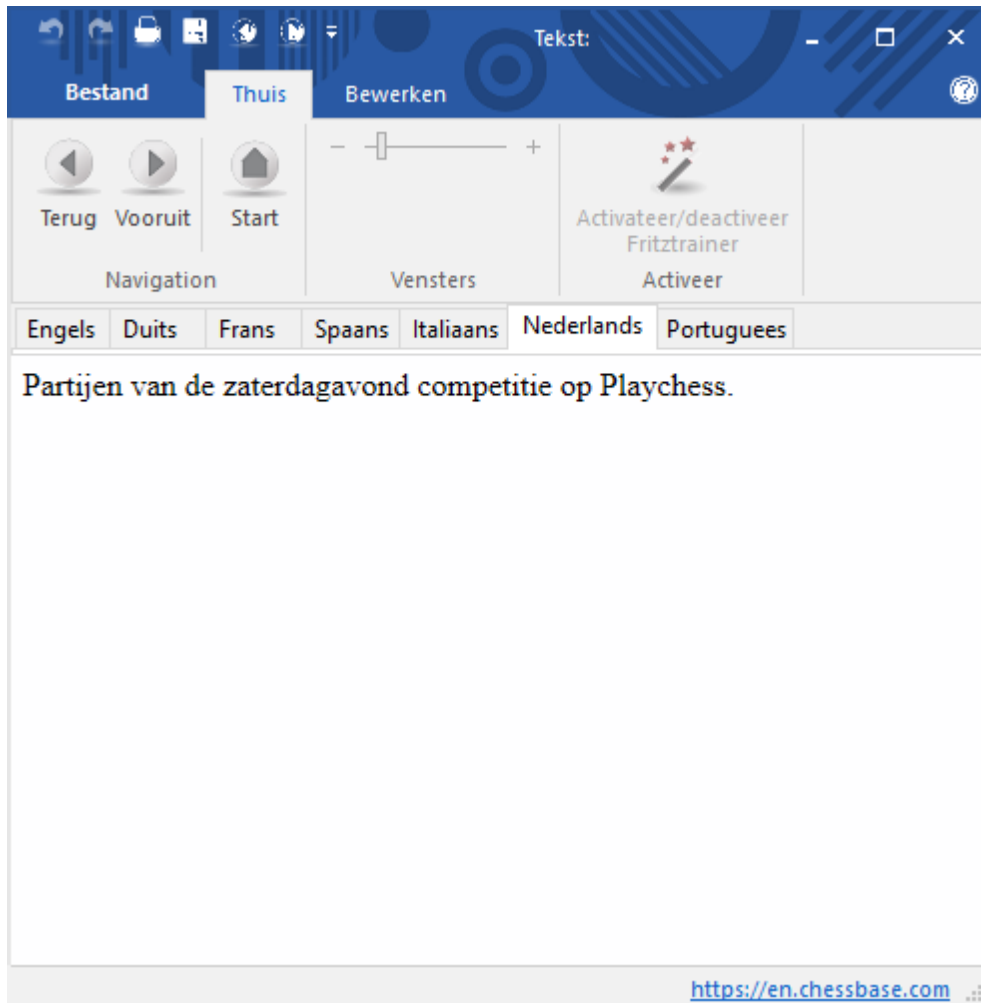 Tekst:
Bestand Thuis Bewerken
Terug Vooruit Start
Activateer/deactiveer
Fritztrainer
Navigation Vensters Activeer
Engels Duits Frans Spaans Italiaans Nederlands Portuguees
Partijen van de zaterdagavond competitie op Playchess.
https://en.chessbase.com